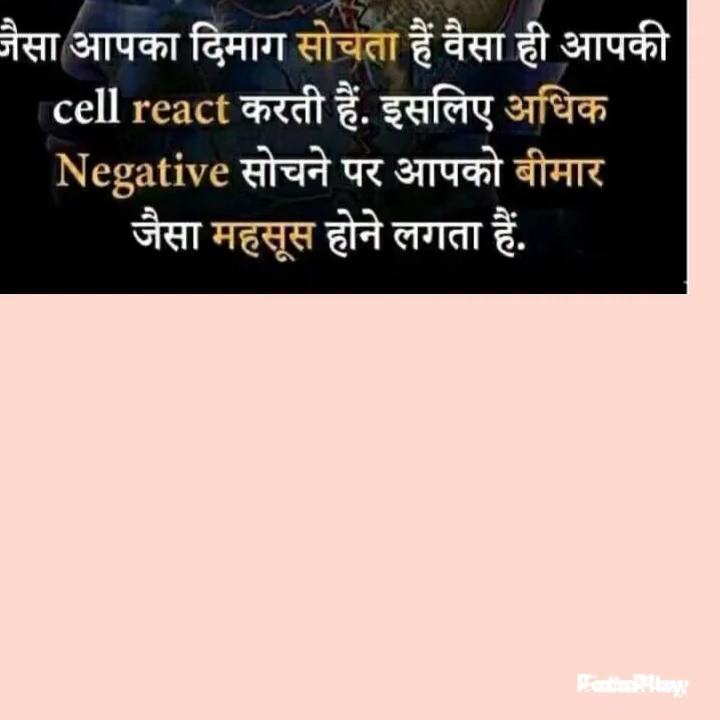 जैसा आपका दिमाग सोचता हैं वैसा ही आपकी
cell react करती हैं. इसलिए अधिक
Negative सोचने पर आपको बीमार
जैसा महसूस होने लगता हैं.